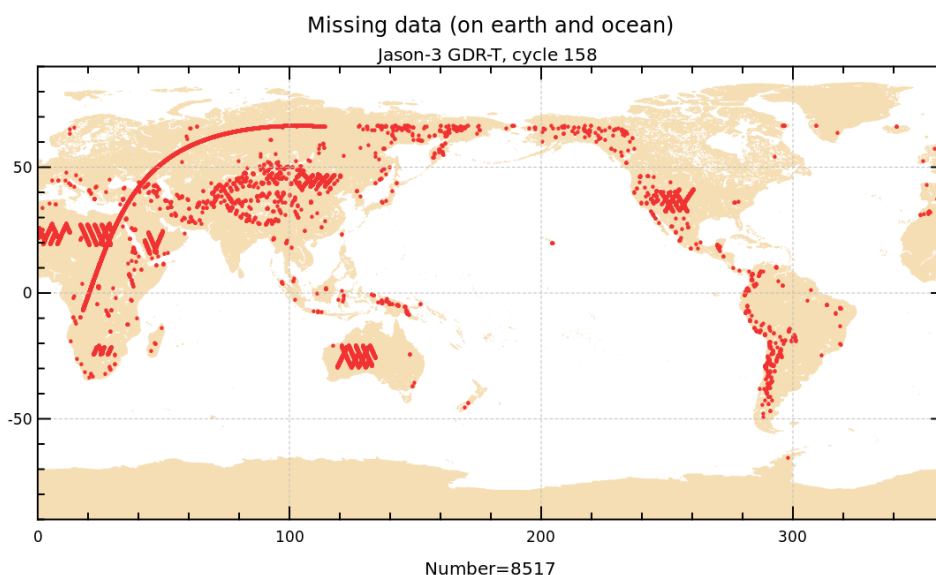 Missing data (on earth and ocean)
Jason-3 GDR-T, cycle 158
50
0
-50
0 100 200 300
Number=8517